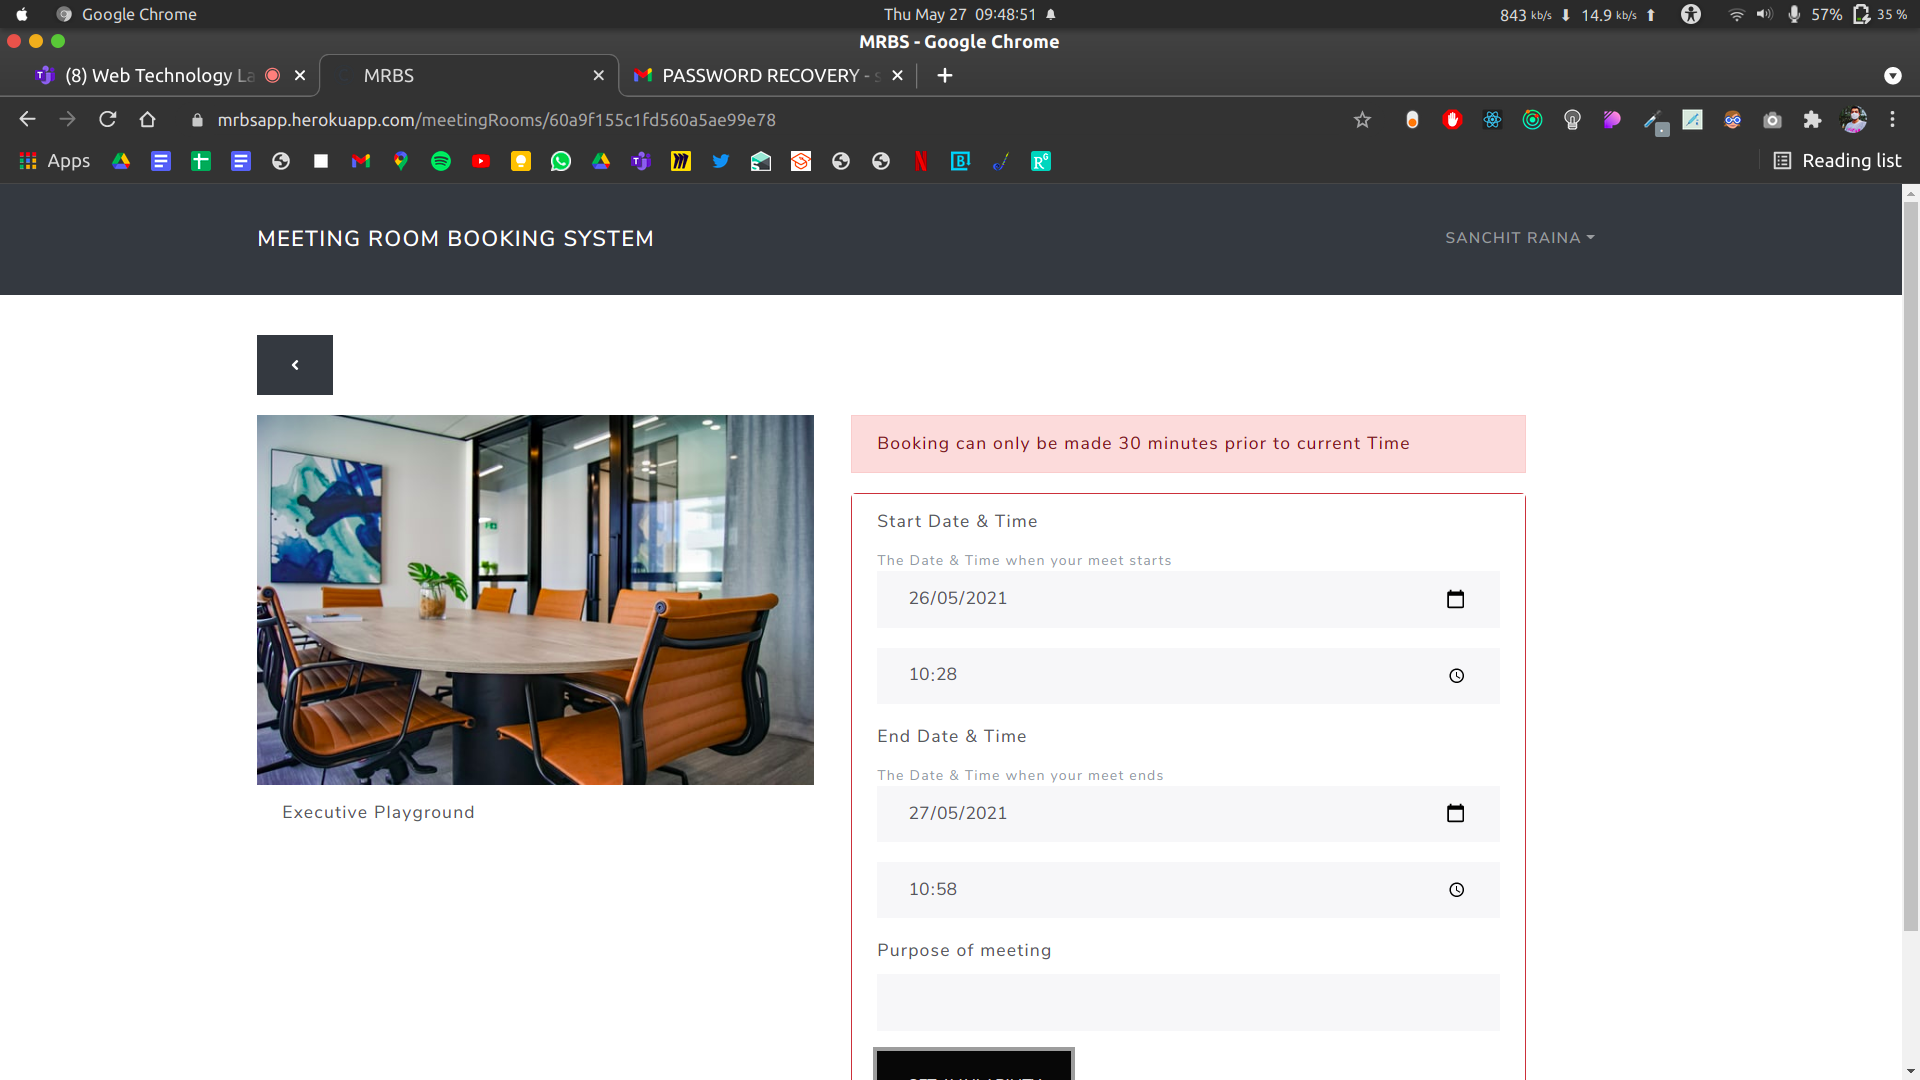 Google Chrome
Thu May 27 09:48:51
843 kb/s 14.9 kb/s 57% 35 %
MRBS - Google Chrome
(8) Web Technology La
MRBS
PASSWORD RECOVERY - s
mrbsapp.herokuapp.com/meetingRooms/60a9f155c1fd560a5ae99e78
Apps
Reading list
MEETING ROOM BOOKING SYSTEM
SANCHIT RAINA
Booking can only be made 30 minutes prior to current Time
Start Date & Time
The Date & Time when your meet starts
26/05/2021
10:28
End Date & Time
The Date & Time when your meet ends
27/05/2021
10:58
Executive Playground
Purpose of meeting